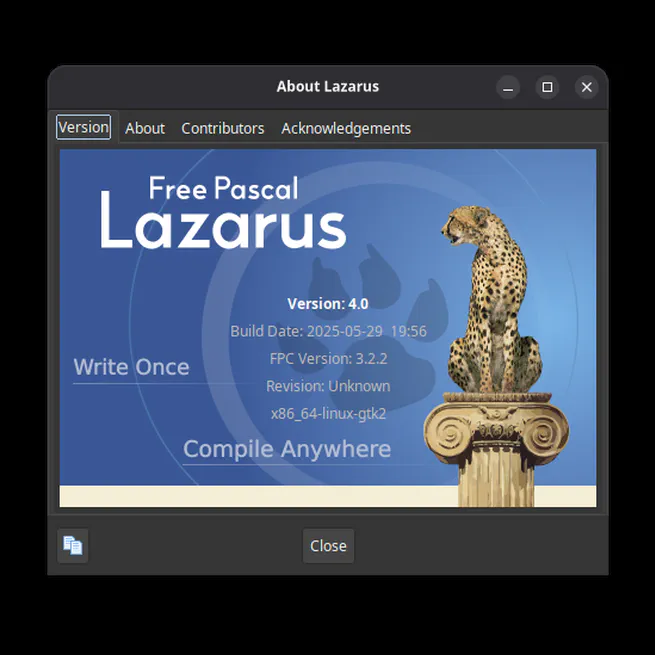 About Lazarus
Version About Contributors Acknowledgements
Free Pascal
Lazarus
Version: 4.0
Build Date: 2025-05-29 19:56
FPC Version: 3.2.2
Write Once
Revision: Unknown
x86_64-linux-gtk2
Compile Anywhere
Close